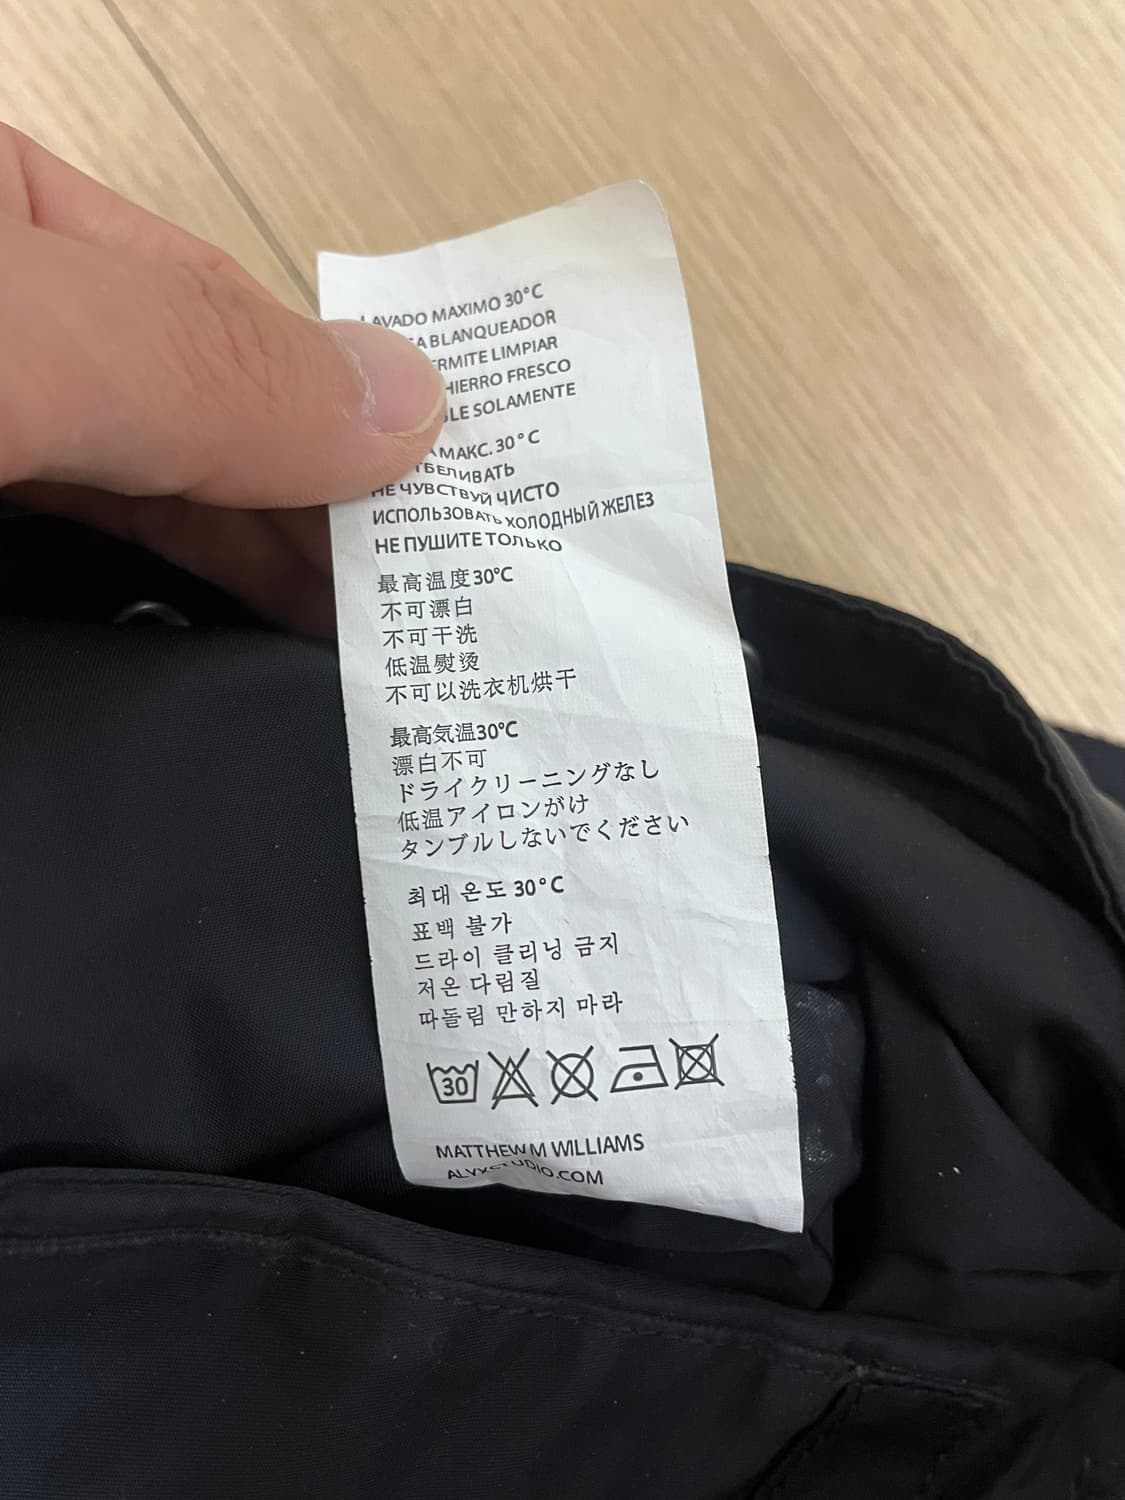 LAVADO MAXIMO 30°C
BLANQUEADOR
LIMPIAR
HIERRO FRESCO
SOLAMENTE
МАКС. 30°C
НЕ ЧУВСТВУЙ ЧИСТО
ИСПОЛЬЗОВАТЬ ХОЛОДНЫЙ ЖЕЛЕЗ
НЕ ПУШИТЕ ТОЛЬКО
最高温度30°C
不可漂白
不可干洗
低温熨烫
不可以洗衣机烘干
最高気温30°C
漂白不可
ドライクリーニングなし
低温アイロンがけ
タンブルしないでください
최대 온도 30°C
표백 불가
드라이 클리닝 금지
저온 다림질
따돌림 만하지 마라
30
MATTHEW M WILLIAMS
ALYXSTUDIO.COM